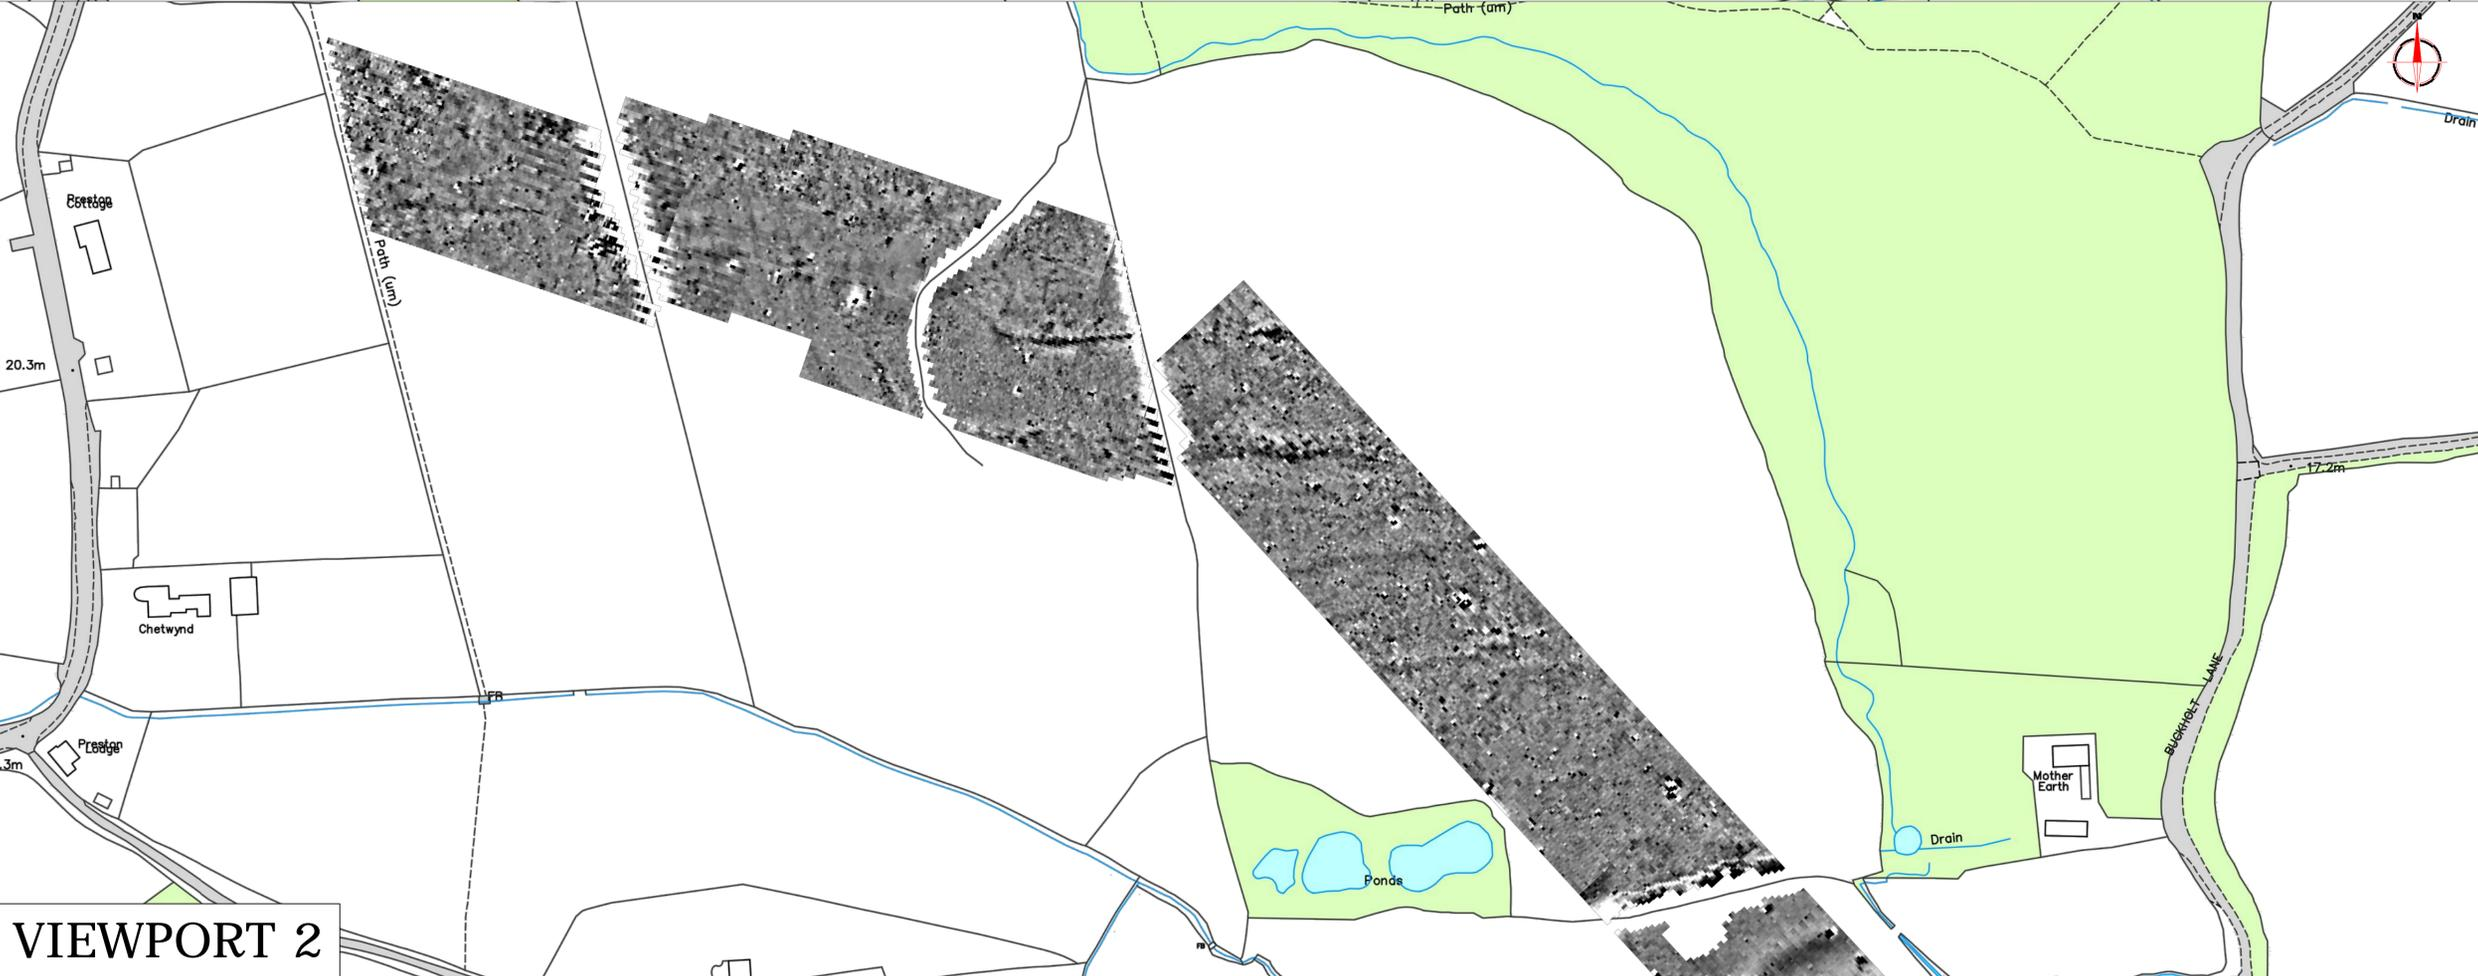 Path (um)
N
Drain
Preston
Cottage
Path (um)
20.3m
17.2m
Chetwynd
BUCKHOLT LANE
FB
Preston
Lodge
.3m
Mother
Earth
Drain
Ponds
FB
VIEWPORT 2